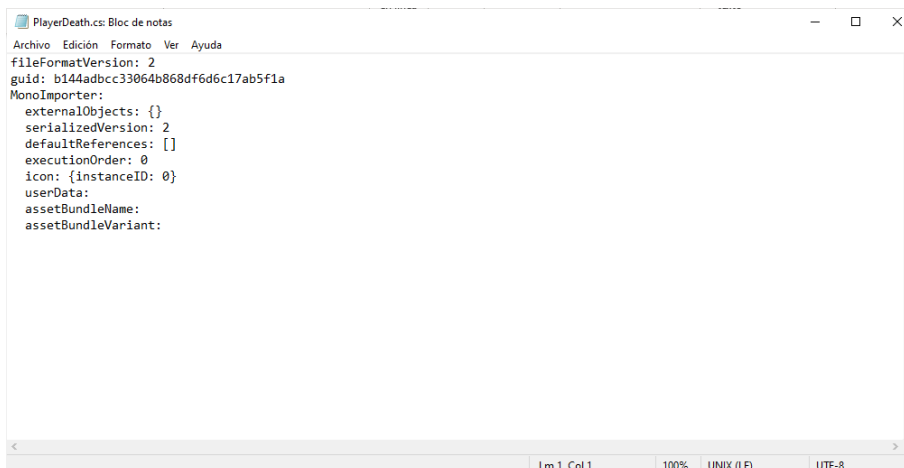 PlayerDeath.cs: Bloc de notas
Archivo Edición Formato Ver Ayuda
fileFormatVersion: 2
guid: b144adbcc33064b868df6d6c17ab5f1a
MonoImporter:
  externalObjects: {}
  serializedVersion: 2
  defaultReferences: []
  executionOrder: 0
  icon: {instanceID: 0}
  userData:
  assetBundleName:
  assetBundleVariant:
Lm 1, Col 1 100% UNIX (LF) UTF-8